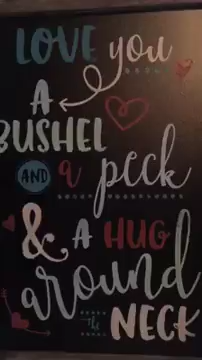 LOVE you
A
BUSHEL
AND a peck
& A HUG
around
the
NECK